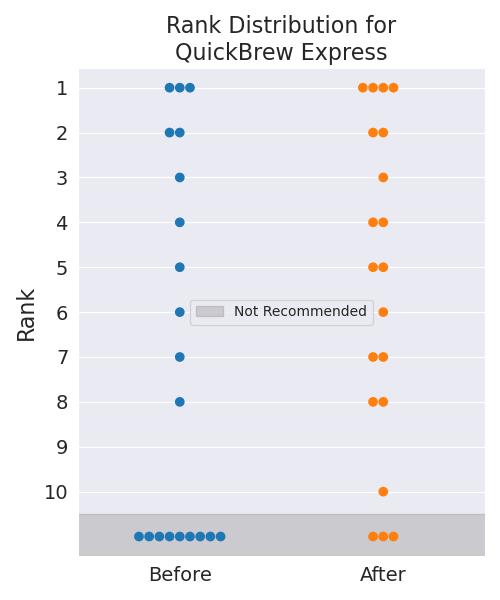 Rank Distribution for
QuickBrew Express
1
2
3
4
5
6
7
8
9
10
Rank
Not Recommended
Before
After